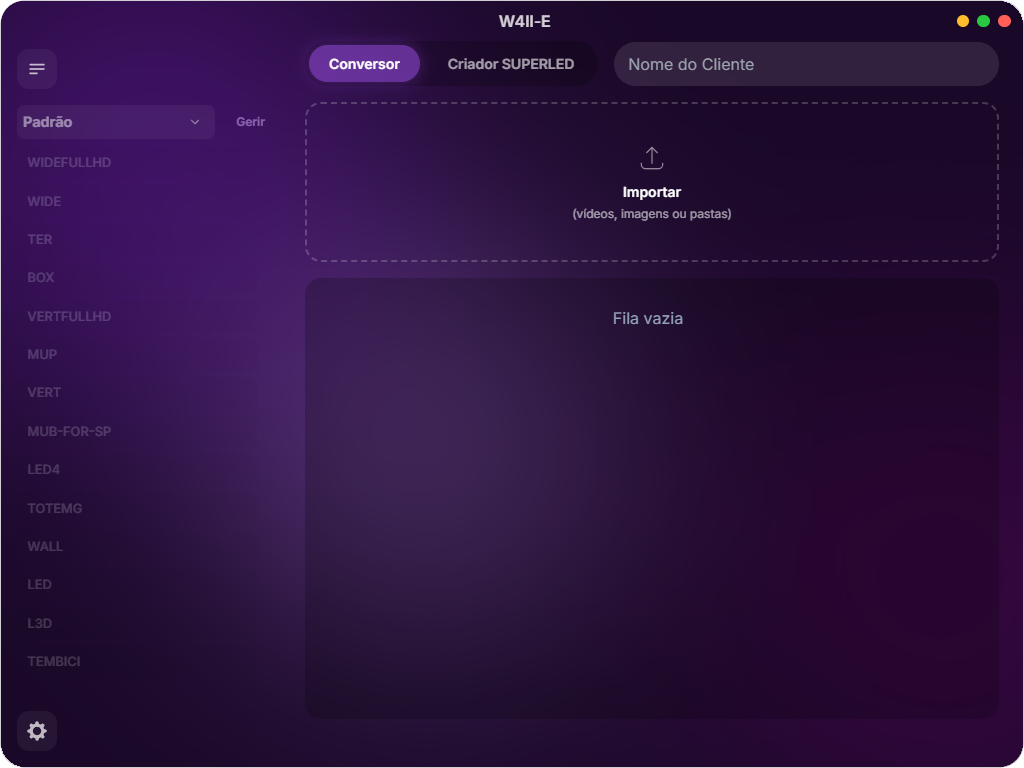 W4ll-E
Conversor
Criador SUPERLED
Nome do Cliente
Padrão
Gerir
WIDEFULLHD
WIDE
TER
BOX
VERTFULLHD
MUP
VERT
MUB-FOR-SP
LED4
TOTEMG
WALL
LED
L3D
TEMBICI
Importar
(vídeos, imagens ou pastas)
Fila vazia